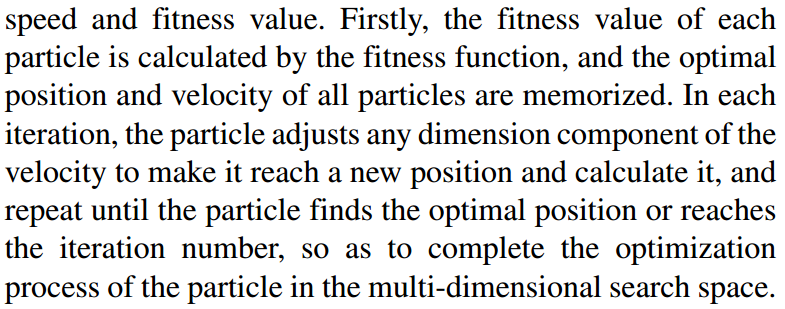 speed and fitness value. Firstly, the fitness value of each
particle is calculated by the fitness function, and the optimal
position and velocity of all particles are memorized. In each
iteration, the particle adjusts any dimension component of the
velocity to make it reach a new position and calculate it, and
repeat until the particle finds the optimal position or reaches
the iteration number, so as to complete the optimization
process of the particle in the multi-dimensional search space.